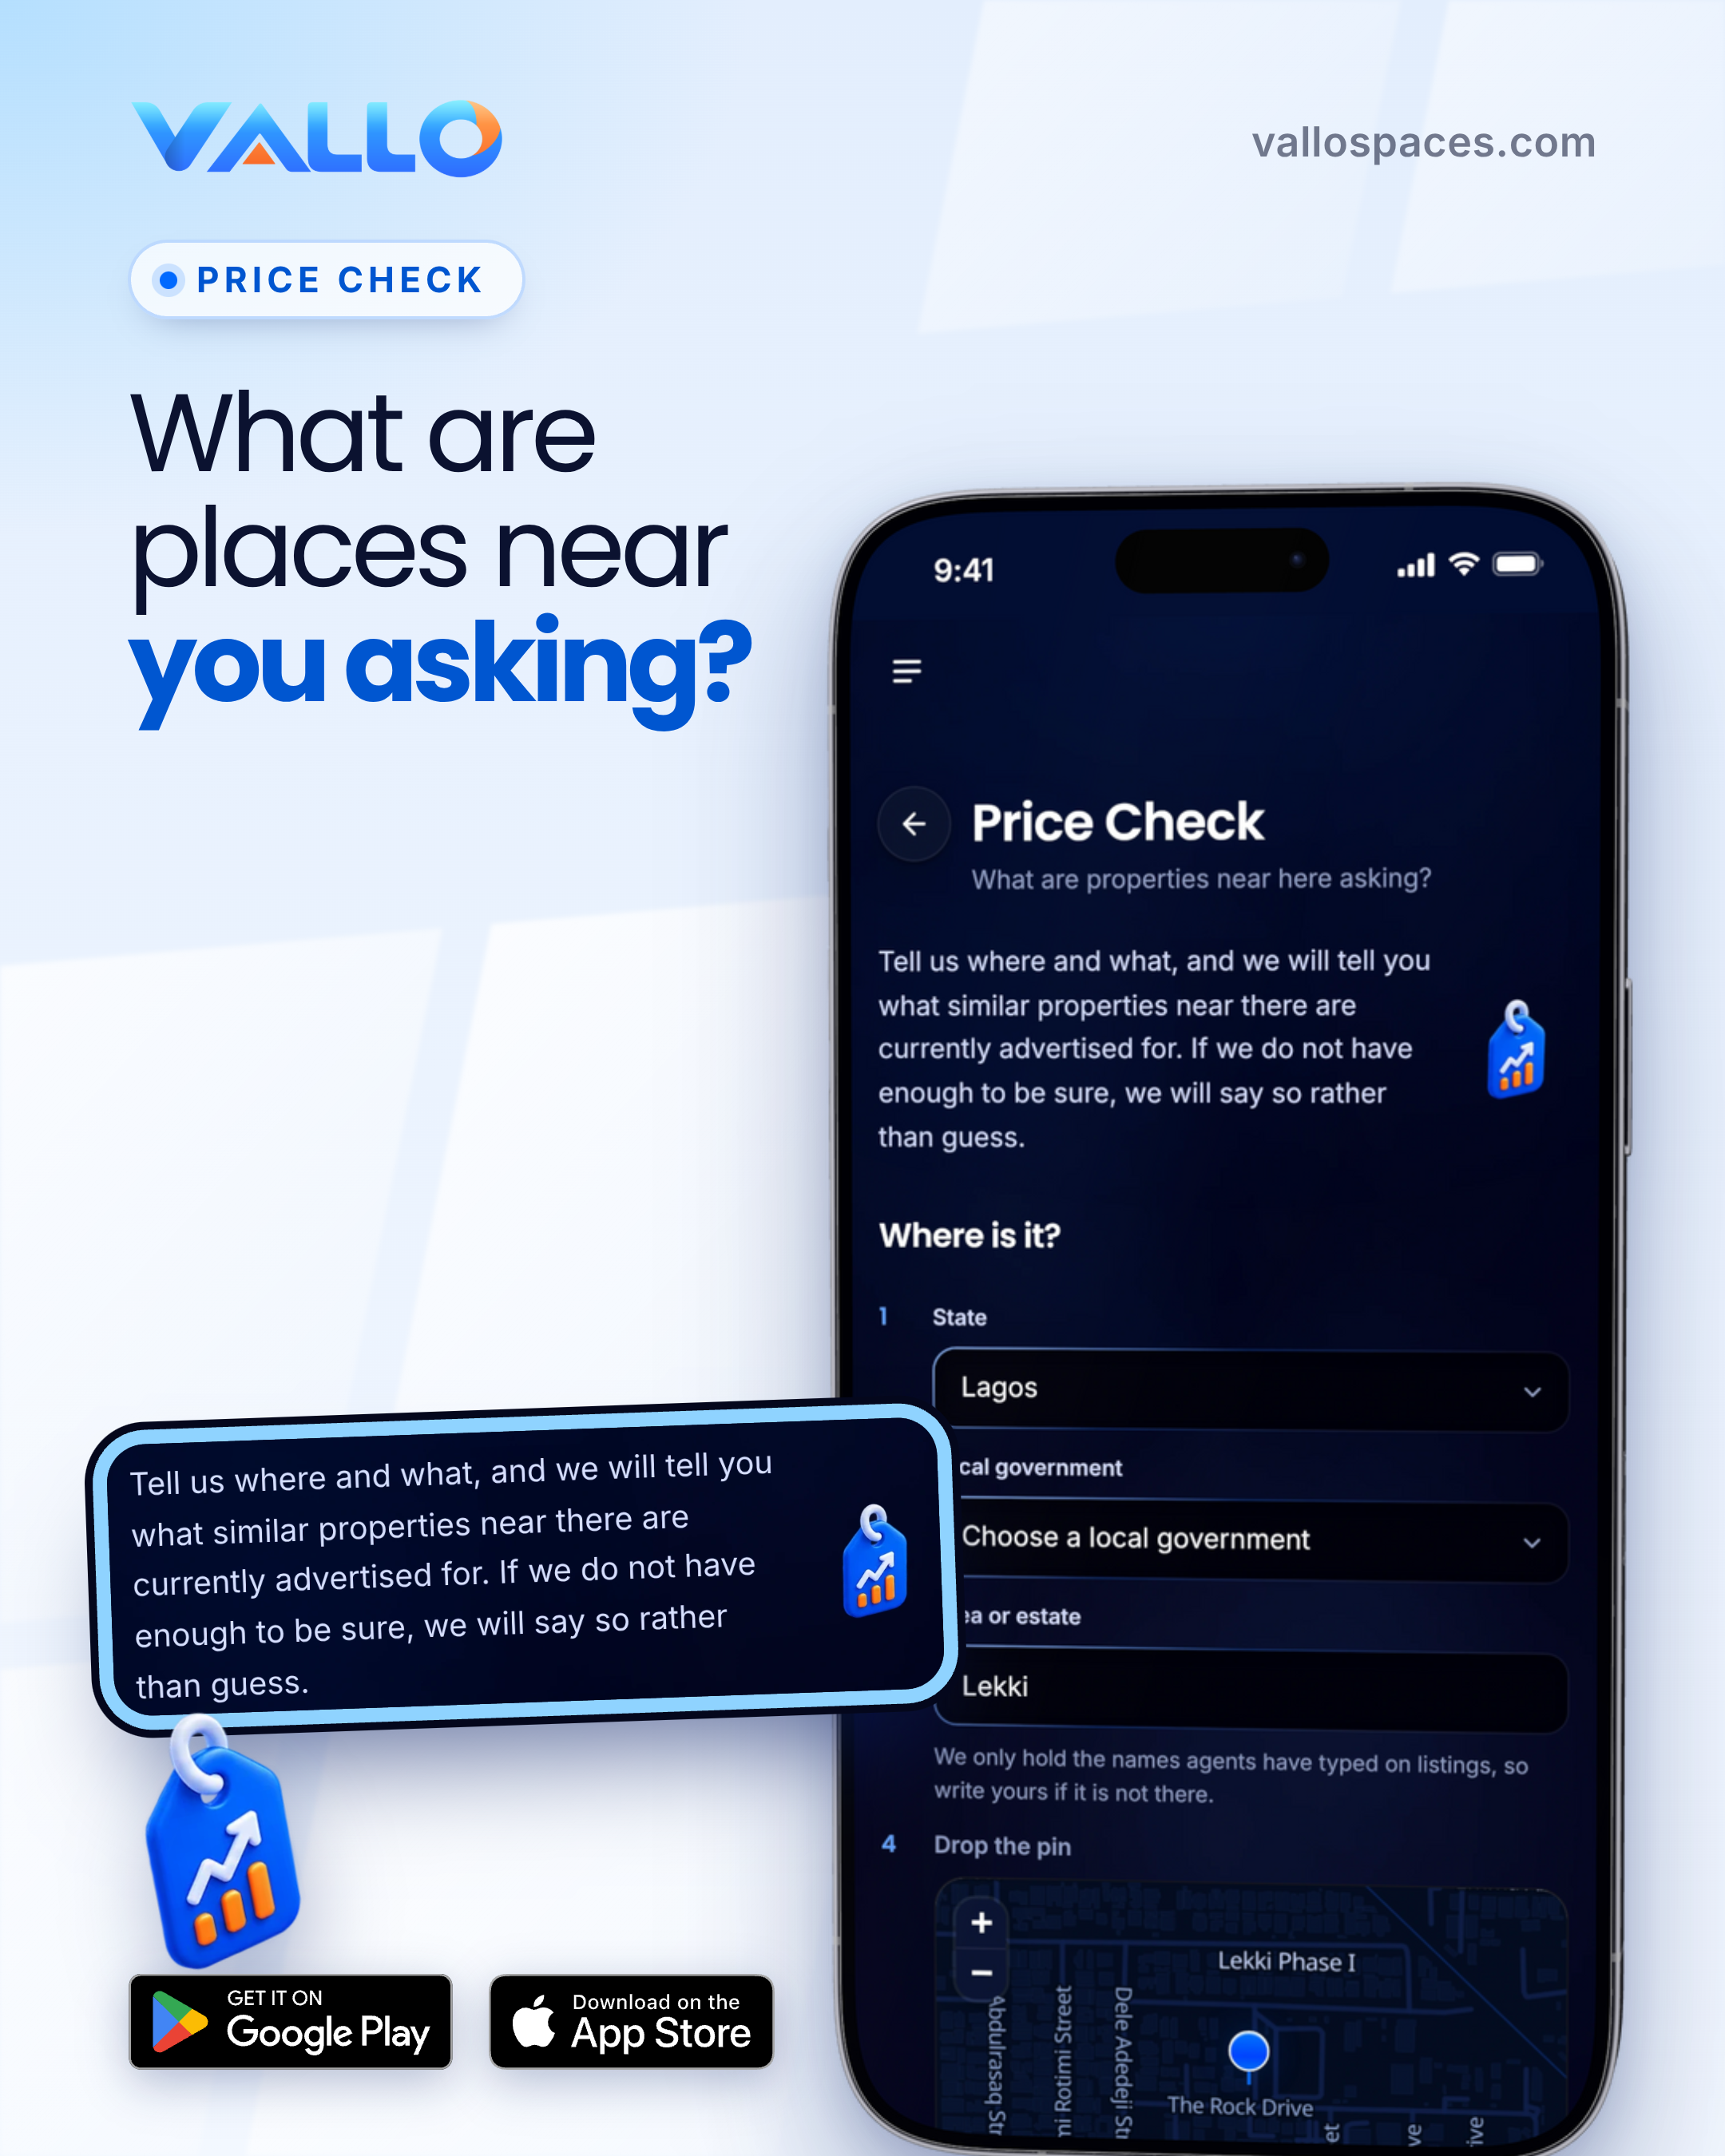 VALLO
vallospaces.com
PRICE CHECK
What are
places near
you asking?
9:41
Price Check
What are properties near here asking?
Tell us where and what, and we will tell you
what similar properties near there are
currently advertised for. If we do not have
enough to be sure, we will say so rather
than guess.
Where is it?
1 State
Lagos
cal government
Choose a local government
ea or estate
Lekki
We only hold the names agents have typed on listings, so
write yours if it is not there.
4 Drop the pin
+
−
Lekki Phase I
Abdulrasaq Str
mi Rotimi Street
Dele Adedeji Str
The Rock Drive
et
ve
ive
Tell us where and what, and we will tell you
what similar properties near there are
currently advertised for. If we do not have
enough to be sure, we will say so rather
than guess.
GET IT ON
Google Play
Download on the
App Store